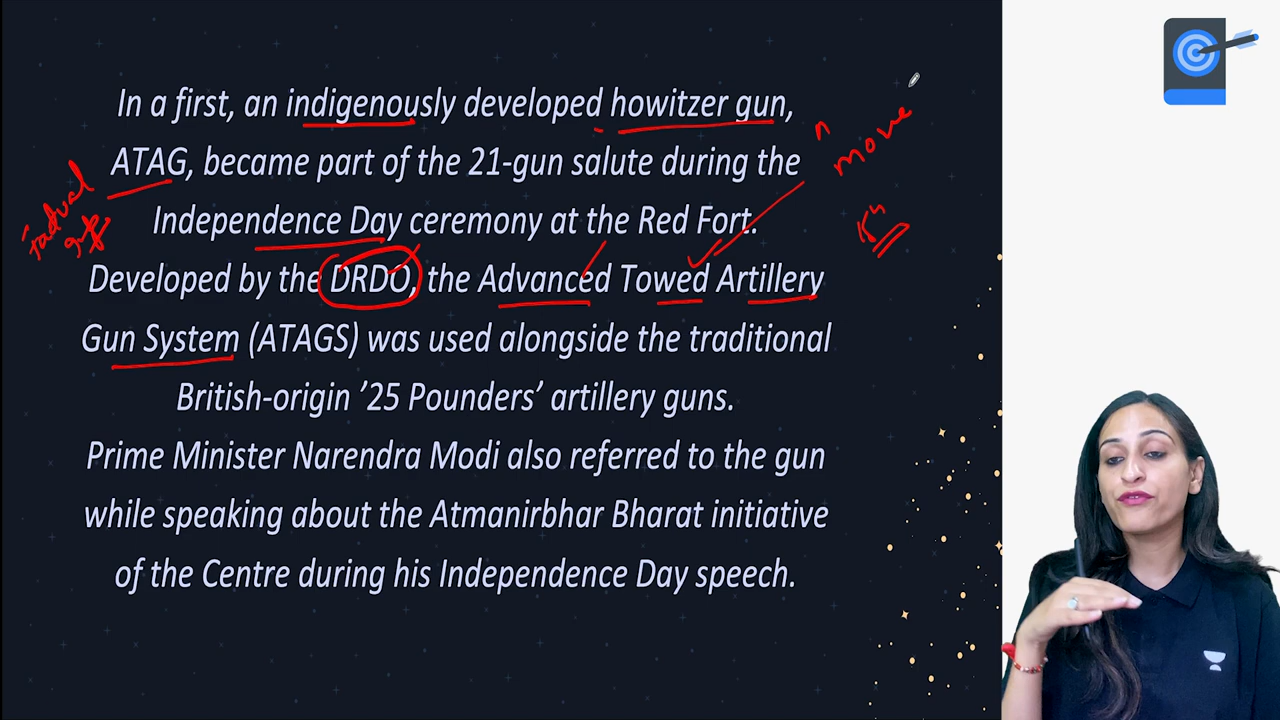 In a first, an indigenously developed howitzer gun,
ATAG, became part of the 21-gun salute during the
Independence Day ceremony at the Red Fort.
Developed by the DRDO, the Advanced Towed Artillery
Gun System (ATAGS) was used alongside the traditional
British-origin ’25 Pounders’ artillery guns.
Prime Minister Narendra Modi also referred to the gun
while speaking about the Atmanirbhar Bharat initiative
of the Centre during his Independence Day speech.
move